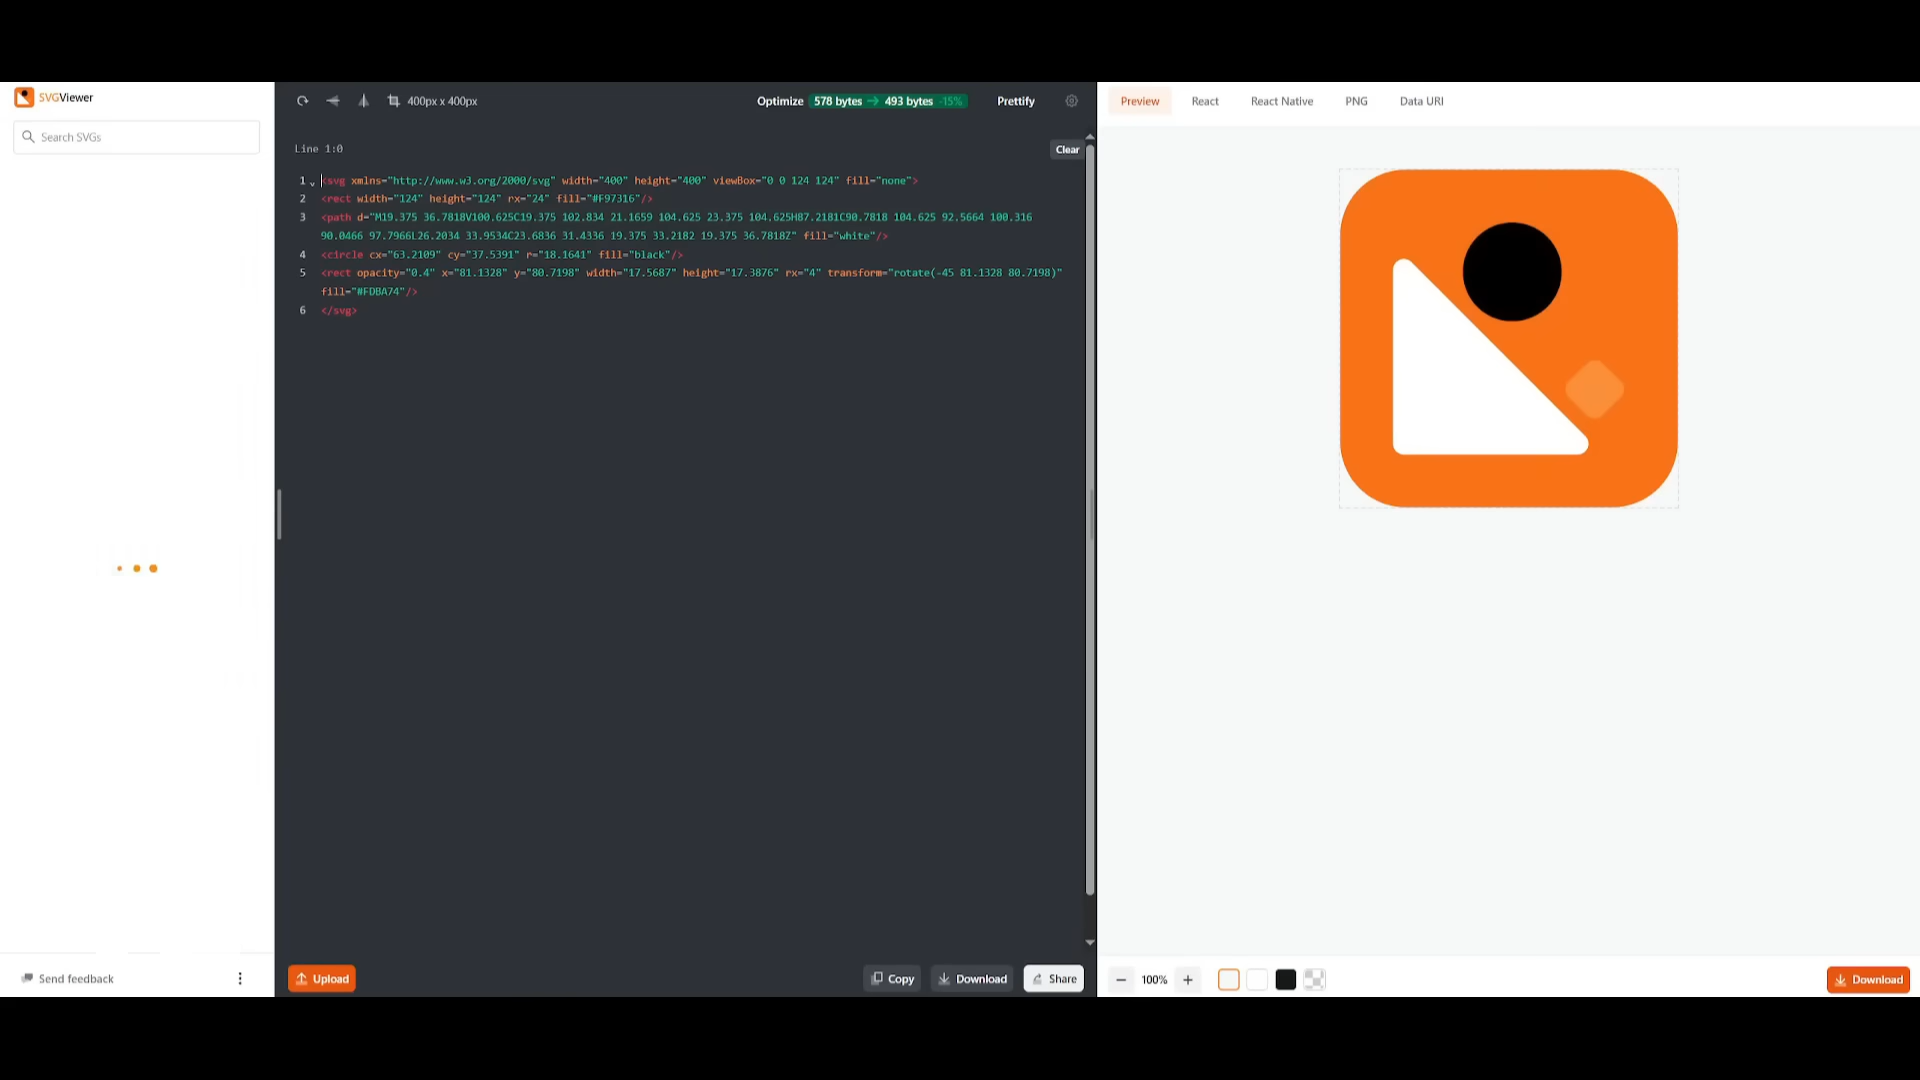 SVGViewer
Search SVGs
Send feedback
400px x 400px
Optimize 578 bytes → 493 bytes -15%
Prettify
Line 1:0
Clear
1 <svg xmlns="http://www.w3.org/2000/svg" width="400" height="400" viewBox="0 0 124 124" fill="none">
2 <rect width="124" height="124" rx="24" fill="#F97316"/>
3 <path d="M19.375 36.7818V100.625C19.375 102.834 21.1659 104.625 23.375 104.625H87.2181C90.7818 104.625 92.5664 100.316
90.0466 97.7966L26.2034 33.9534C23.6836 31.4336 19.375 33.2182 19.375 36.7818Z" fill="white"/>
4 <circle cx="63.2109" cy="37.5391" r="18.1641" fill="black"/>
5 <rect opacity="0.4" x="81.1328" y="80.7198" width="17.5687" height="17.3876" rx="4" transform="rotate(-45 81.1328 80.7198)"
fill="#FDBA74"/>
6 </svg>
Upload
Copy
Download
Share
Preview
React
React Native
PNG
Data URI
100%
Download